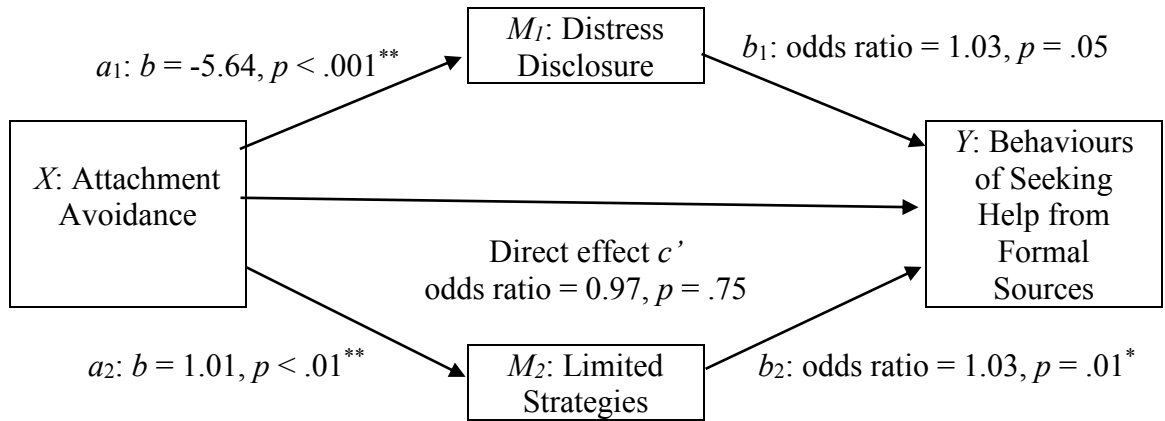 M1: Distress
Disclosure
a1: b = -5.64, p < .001**
b1: odds ratio = 1.03, p = .05
X: Attachment
Avoidance
Y: Behaviours
of Seeking
Help from
Formal
Sources
Direct effect c’
odds ratio = 0.97, p = .75
a2: b = 1.01, p < .01**
M2: Limited
Strategies
b2: odds ratio = 1.03, p = .01*